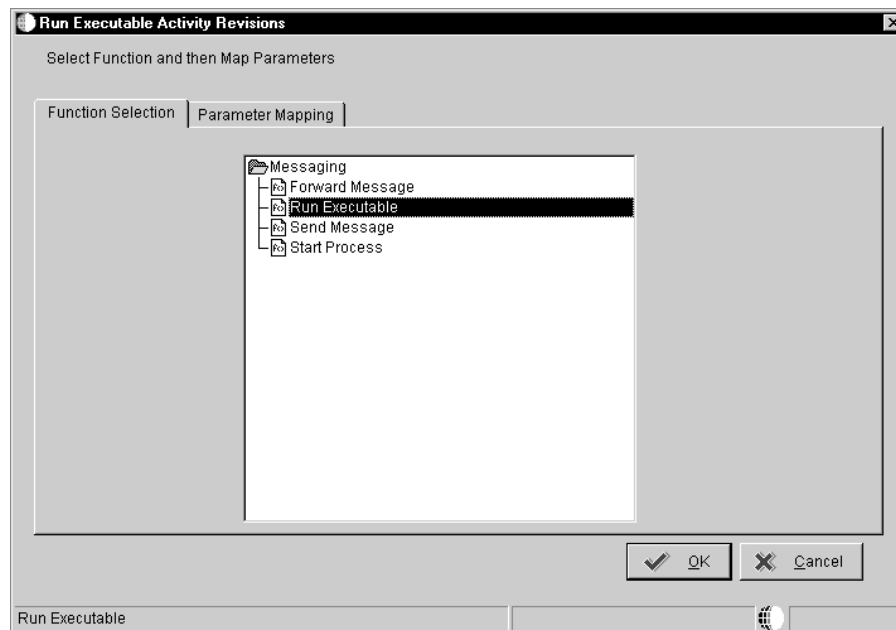 Run Executable Activity Revisions
Select Function and then Map Parameters
Function Selection
Parameter Mapping
Messaging
Forward Message
Run Executable
Send Message
Start Process
OK
Cancel
Run Executable